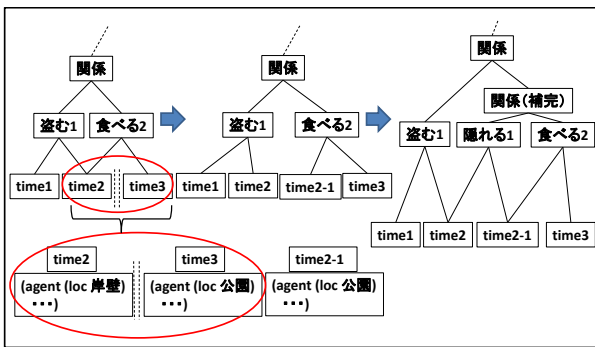 関係
盗む1
食べる2
time1
time2
time3
time2
time3
time2-1
(agent (loc 岸壁)
・・・)
(agent (loc 公園)
・・・)
(agent (loc 公園)
・・・)
関係
盗む1
食べる2
time1
time2
time2-1
time3
関係
関係(補完)
盗む1
隠れる1
食べる2
time1
time2
time2-1
time3